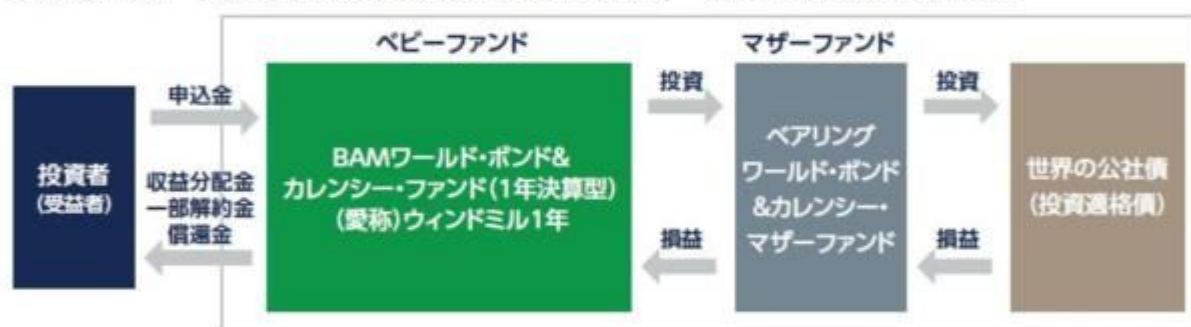 ベビーファンド
マザーファンド
投資者
(受益者)
申込金
収益分配金
一部解約金
償還金
BAMワールド・ボンド&
カレンシー・ファンド(1年決算型)
(愛称)ウィンドミル1年
投資
損益
ベアリング
ワールド・ボンド
&カレンシー・
マザーファンド
投資
損益
世界の公社債
(投資適格債)